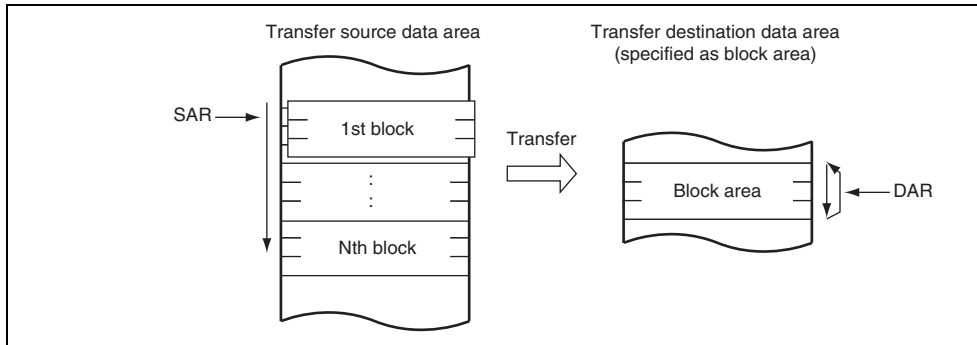 Transfer source data area
Transfer destination data area
(specified as block area)
SAR
1st block
Transfer
Block area
DAR
Nth block